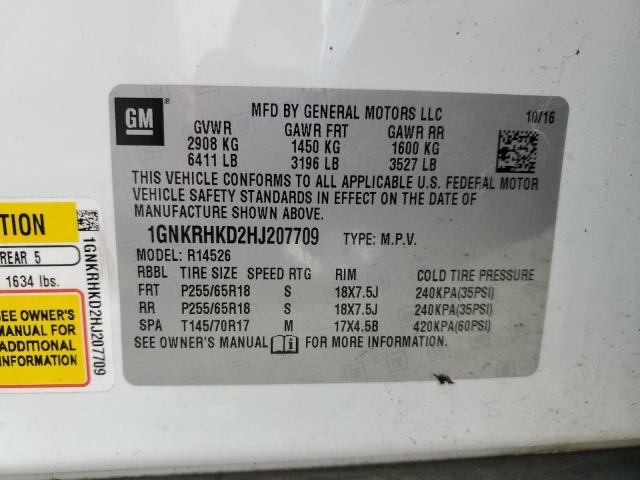 GM
MFD BY GENERAL MOTORS LLC
10/16
GVWR GAWR FRT GAWR RR
2908 KG 1450 KG 1600 KG
6411 LB 3196 LB 3527 LB
THIS VEHICLE CONFORMS TO ALL APPLICABLE U.S. FEDERAL MOTOR
VEHICLE SAFETY STANDARDS IN EFFECT ON THE DATE OF
MANUFACTURE SHOWN ABOVE.
1GNKRHKD2HJ207709 TYPE: M.P.V.
MODEL: R14526
RBBL TIRE SIZE SPEED RTG RIM COLD TIRE PRESSURE
FRT P255/65R18 S 18X7.5J 240KPA(35PSI)
RR P255/65R18 S 18X7.5J 240KPA(35PSI)
SPA T145/70R17 M 17X4.5B 420KPA(60PSI)
SEE OWNER'S MANUAL i FOR MORE INFORMATION.
TION
REAR 5
1634 lbs.
SEE OWNER'S
MANUAL FOR
ADDITIONAL
INFORMATION
1GNKRHKD2HJ207709